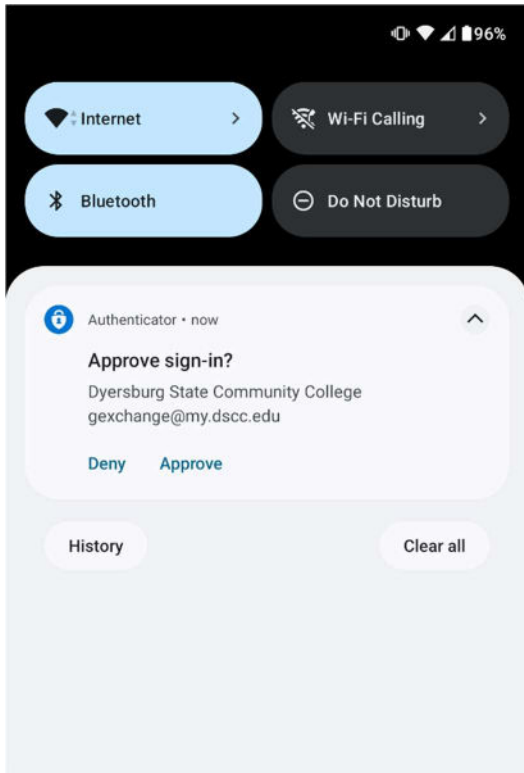 96%
Internet
Wi-Fi Calling
Bluetooth
Do Not Disturb
Authenticator • now
Approve sign-in?
Dyersburg State Community College
gexchange@my.dscc.edu
Deny Approve
History Clear all